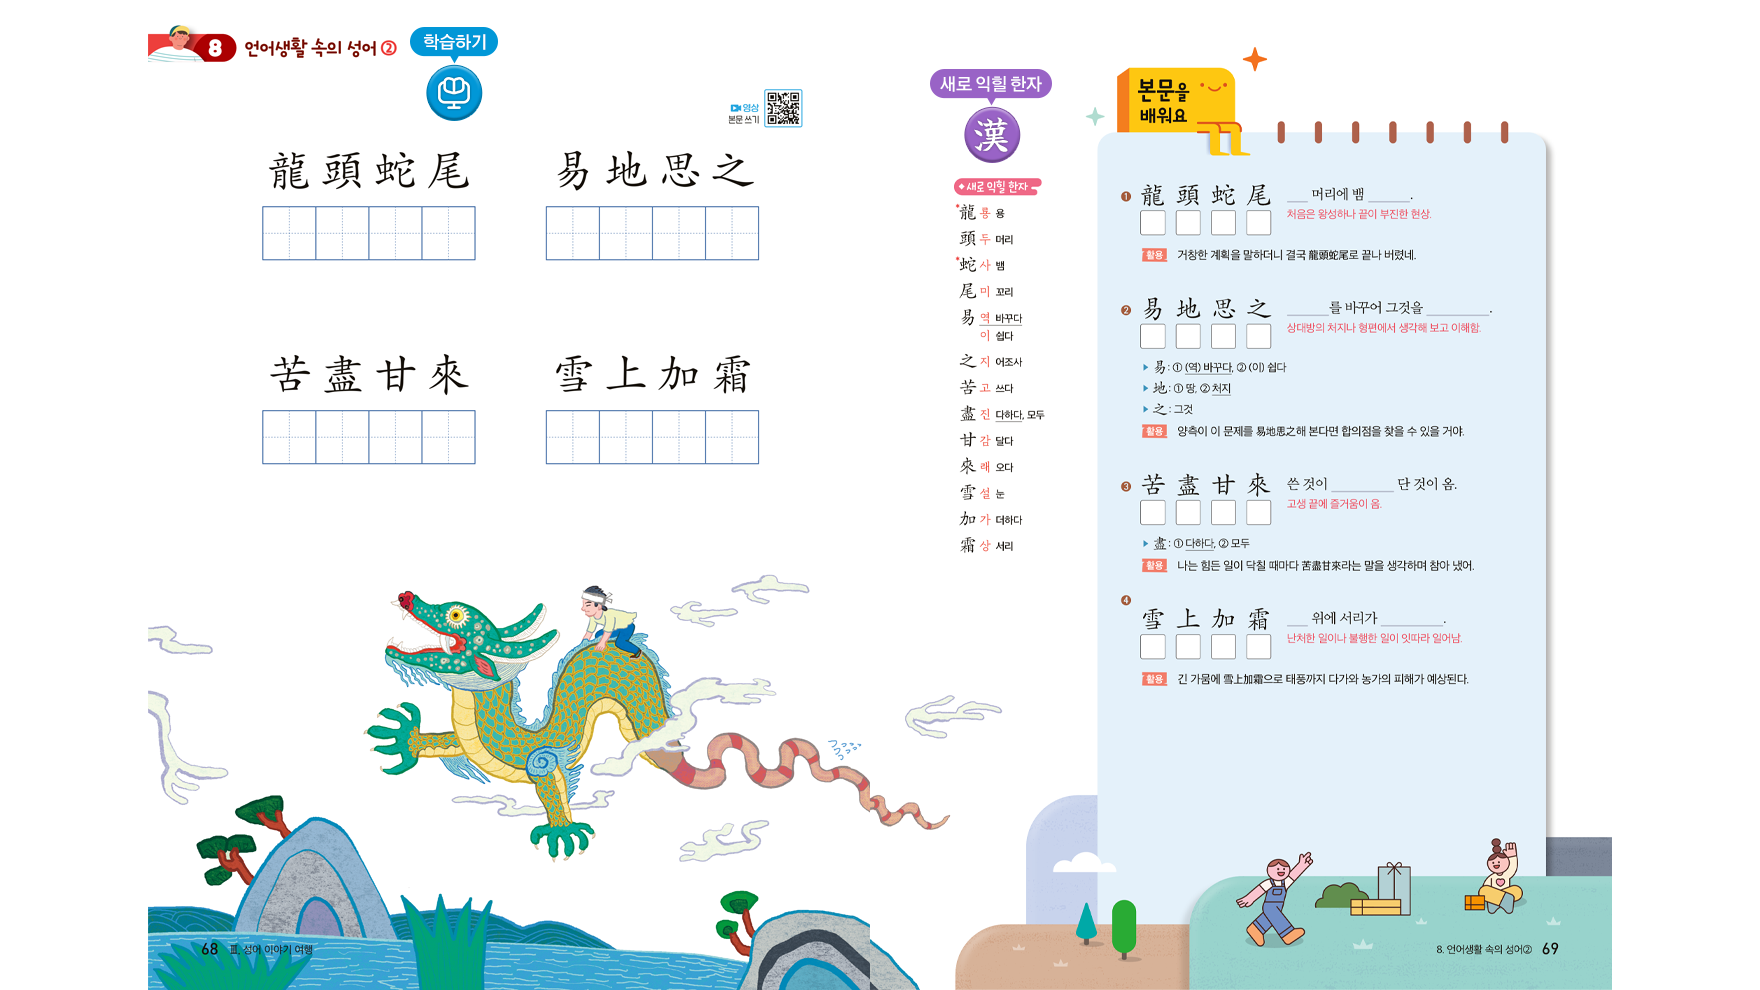 8 언어생활 속의 성어 ②
학습하기
영상
본문 쓰기
龍頭蛇尾
易地思之
苦盡甘來
雪上加霜
68 Ⅲ. 성어 이야기 여행
새로 익힐 한자
漢
새로 익힐 한자
*龍 룡 용
頭 두 머리
*蛇 사 뱀
尾 미 꼬리
易 역 바꾸다
이 쉽다
之 지 어조사
苦 고 쓰다
盡 진 다하다, 모두
甘 감 달다
來 래 오다
雪 설 눈
加 가 더하다
霜 상 서리
본문을
배워요
① 龍頭蛇尾 ___ 머리에 뱀 ______.
처음은 왕성하나 끝이 부진한 현상.
활용 거창한 계획을 말하더니 결국 龍頭蛇尾로 끝나 버렸네.
② 易地思之 ______를 바꾸어 그것을 _________.
상대방의 처지나 형편에서 생각해 보고 이해함.
▶ 易: ① (역) 바꾸다, ② (이) 쉽다
▶ 地: ① 땅, ② 처지
▶ 之: 그것
활용 양측이 이 문제를 易地思之해 본다면 합의점을 찾을 수 있을 거야.
③ 苦盡甘來 쓴 것이 _________ 단 것이 옴.
고생 끝에 즐거움이 옴.
▶ 盡: ① 다하다, ② 모두
활용 나는 힘든 일이 닥칠 때마다 苦盡甘來라는 말을 생각하며 참아 냈어.
④ 雪上加霜 ___ 위에 서리가 _________.
난처한 일이나 불행한 일이 잇따라 일어남.
활용 긴 가뭄에 雪上加霜으로 태풍까지 다가와 농가의 피해가 예상된다.
8. 언어생활 속의 성어② 69